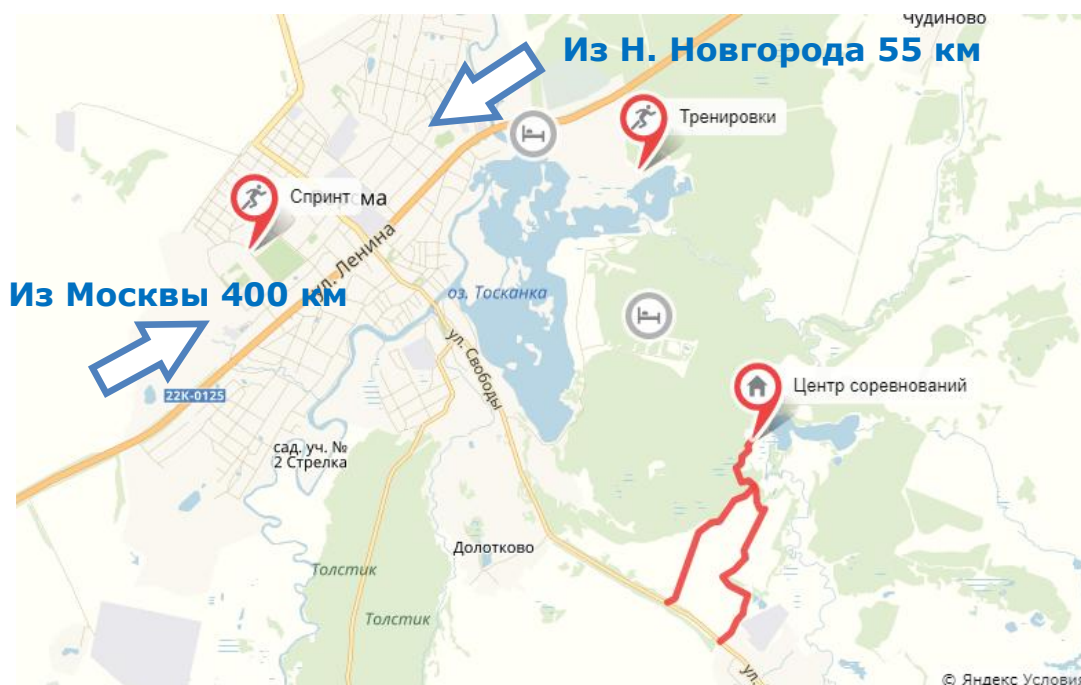 Чудиново
Из Н. Новгорода 55 км
Тренировки
Спринт
ма
ул. Ленина
оз. Тосканка
Из Москвы 400 км
ул. Свободы
22К-0125
Центр соревнований
сад. уч. №
2 Стрелка
Долотково
Толстик
Толстик
ул.
© Яндекс Условия